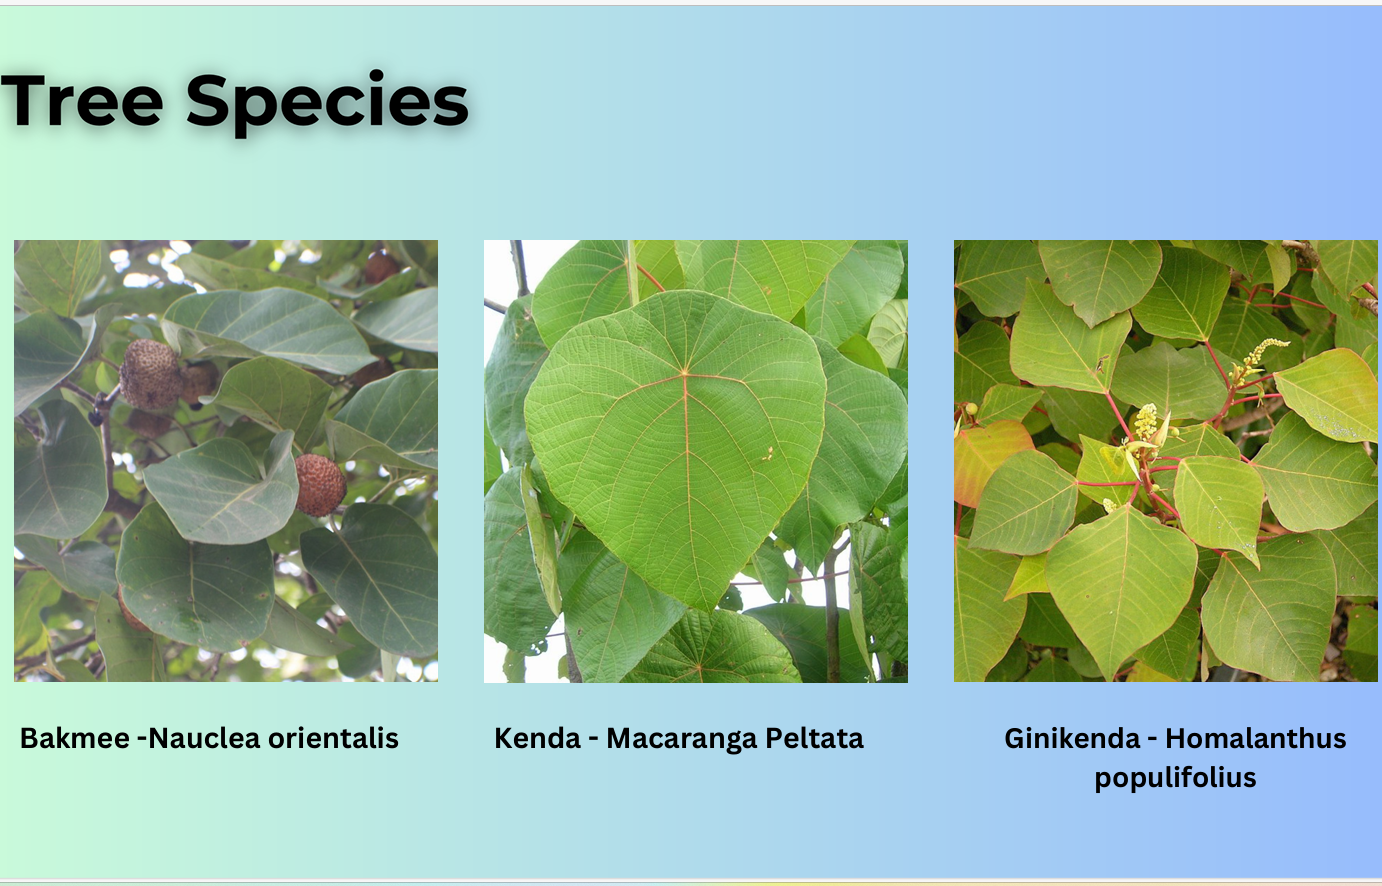 Tree Species
Bakmee -Nauclea orientalis
Kenda - Macaranga Peltata
Ginikenda - Homalanthus
populifolius